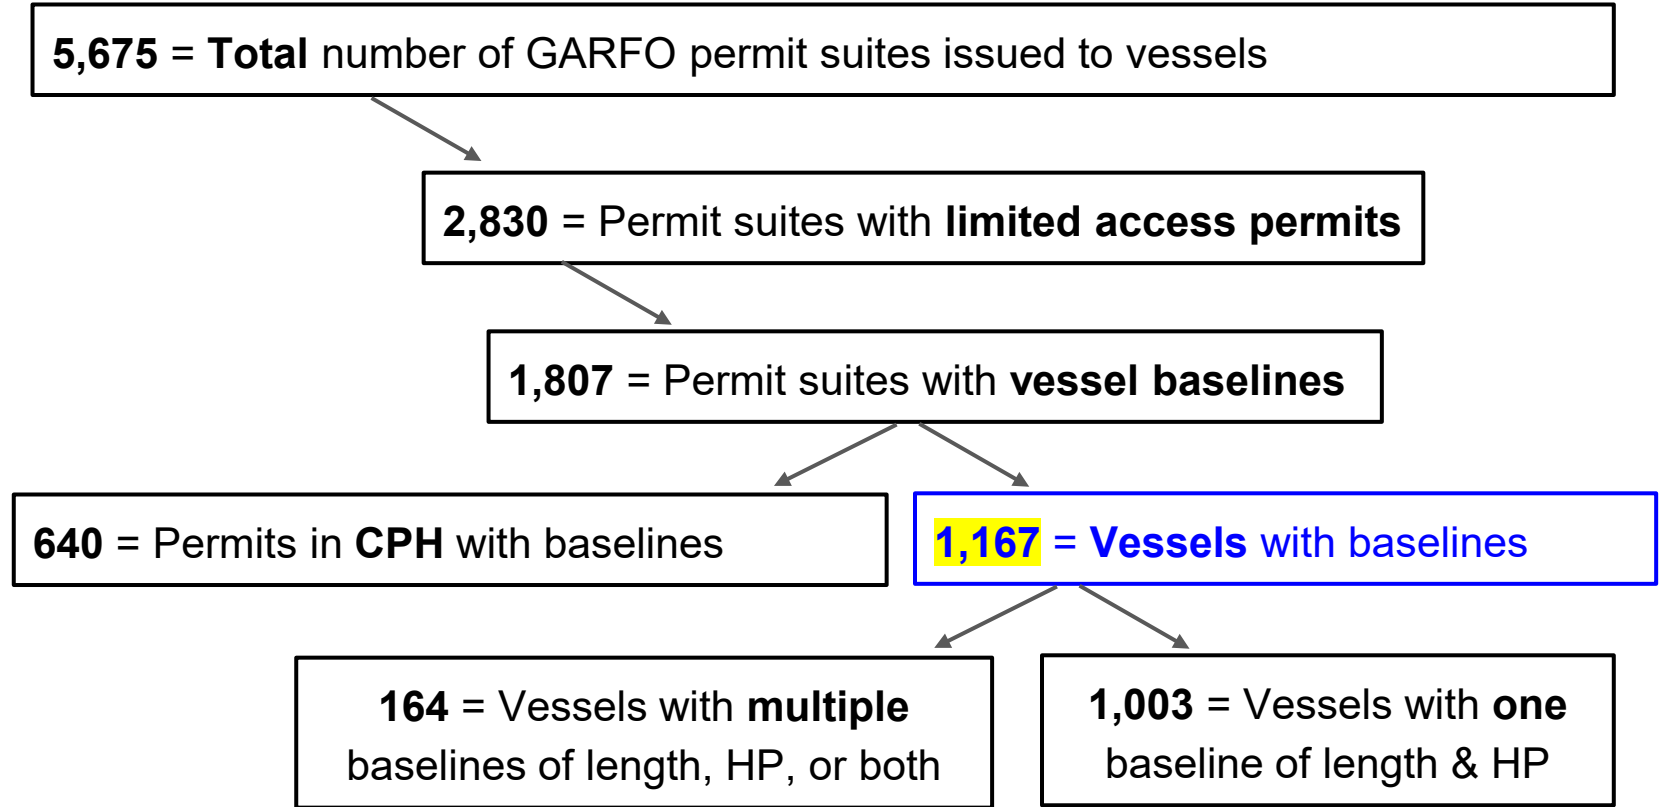 5,675 = Total number of GARFO permit suites issued to vessels
2,830 = Permit suites with limited access permits
1,807 = Permit suites with vessel baselines
640 = Permits in CPH with baselines
1,167 = Vessels with baselines
164 = Vessels with multiple
baselines of length, HP, or both
1,003 = Vessels with one
baseline of length & HP